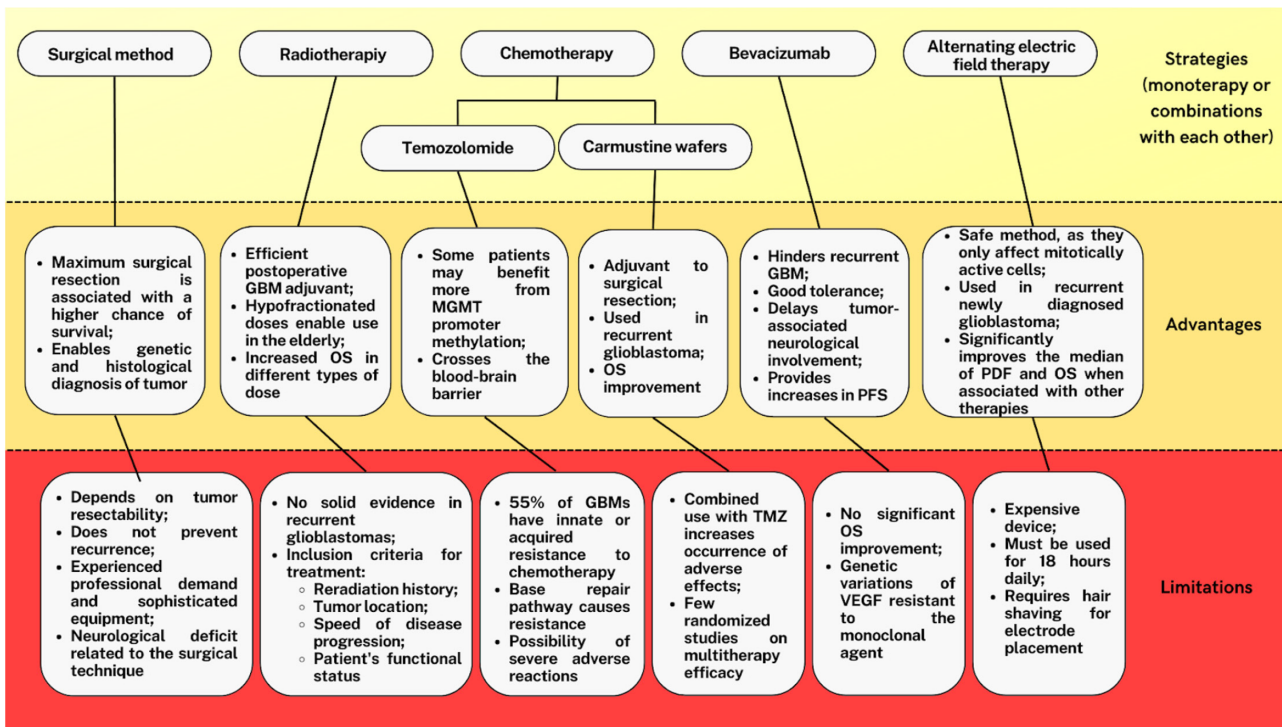 Surgical method
Radiotherapiy
Chemotherapy
Bevacizumab
Alternating electric
field therapy
Strategies
(monoterapy or
combinations
with each other)
Temozolomide
Carmustine wafers
• Maximum surgical
resection is
associated with a
higher chance of
survival;
• Enables genetic
and histological
diagnosis of tumor
• Efficient
postoperative
GBM adjuvant;
• Hypofractionated
doses enable use
in the elderly;
• Increased OS in
different types of
dose
• Some patients
may benefit
more from
MGMT
promoter
methylation;
• Crosses the
blood-brain
barrier
• Adjuvant to
surgical
resection;
• Used in
recurrent
glioblastoma;
• OS
improvement
• Hinders recurrent
GBM;
• Good tolerance;
• Delays tumor-
associated
neurological
involvement;
• Provides
increases in PFS
• Safe method, as they
only affect mitotically
active cells;
• Used in recurrent
newly diagnosed
glioblastoma;
• Significantly
improves the median
of PDF and OS when
associated with other
therapies
Advantages
• Depends on tumor
resectability;
• Does not prevent
recurrence;
• Experienced
professional demand
and sophisticated
equipment;
• Neurological deficit
related to the surgical
technique
• No solid evidence in
recurrent
glioblastomas;
• Inclusion criteria for
treatment:
○ Reradiation history;
○ Tumor location;
○ Speed of disease
progression;
○ Patient's functional
status
• 55% of GBMs
have innate or
acquired
resistance to
chemotherapy
• Base repair
pathway causes
resistance
• Possibility of
severe adverse
reactions
• Combined
use with TMZ
increases
occurrence of
adverse
effects;
• Few
randomized
studies on
multitherapy
efficacy
• No significant
OS
improvement;
• Genetic
variations of
VEGF resistant
to the
monoclonal
agent
• Expensive
device;
• Must be used
for 18 hours
daily;
• Requires hair
shaving for
electrode
placement
Limitations